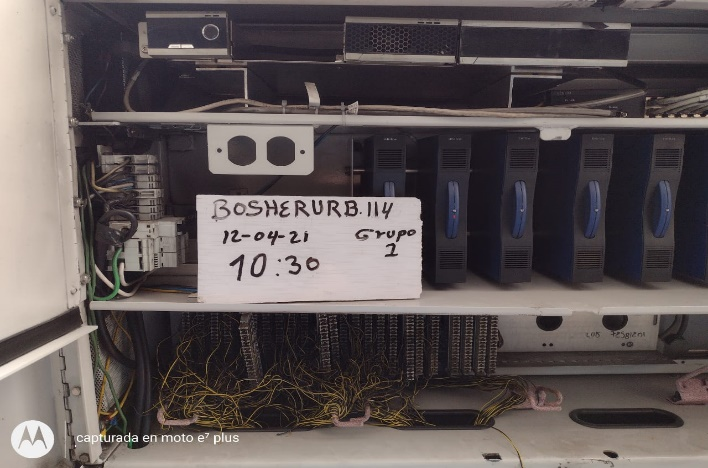 BOSHERURB.114
12-04-21 Grupo 1
10:30
capturada en moto e⁷ plus